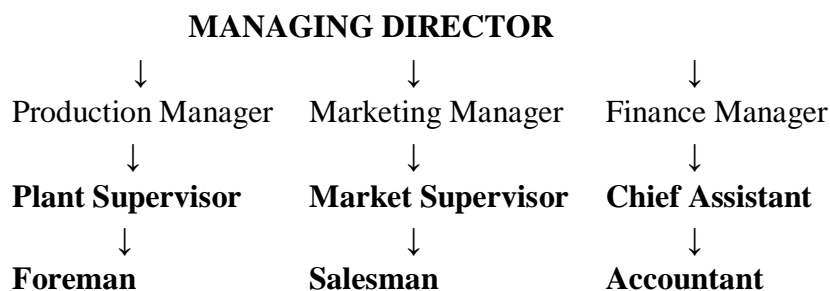 MANAGING DIRECTOR
↓ ↓ ↓
Production Manager Marketing Manager Finance Manager
↓ ↓ ↓
Plant Supervisor Market Supervisor Chief Assistant
↓ ↓ ↓
Foreman Salesman Accountant